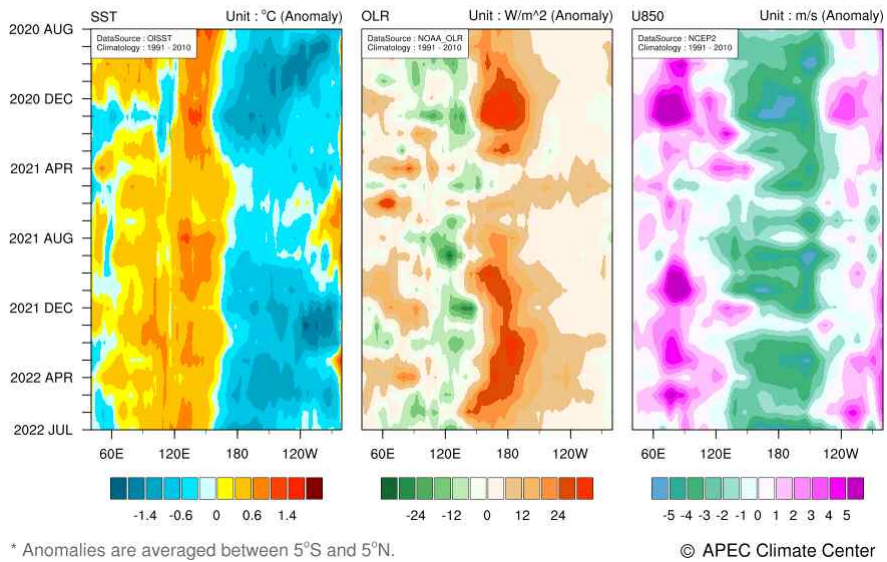 SST Unit : °C (Anomaly)
DataSource : OISST
Climatology : 1991 - 2010
OLR Unit : W/m^2 (Anomaly)
DataSource : NOAA_OLR
Climatology : 1991 - 2010
U850 Unit : m/s (Anomaly)
DataSource : NCEP2
Climatology : 1991 - 2010
2020 AUG
2020 DEC
2021 APR
2021 AUG
2021 DEC
2022 APR
2022 JUL
60E 120E 180 120W
60E 120E 180 120W
60E 120E 180 120W
-1.4 -0.6 0 0.6 1.4
-24 -12 0 12 24
-5 -4 -3 -2 -1 0 1 2 3 4 5
* Anomalies are averaged between 5°S and 5°N.
© APEC Climate Center